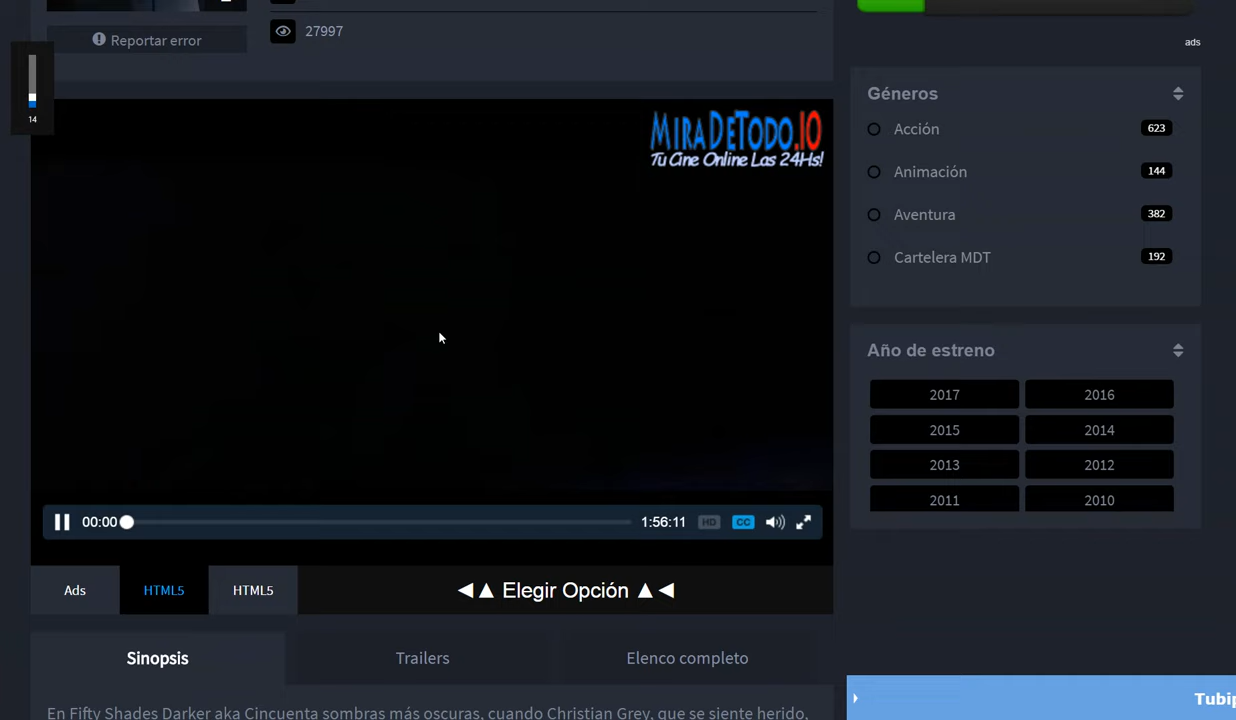 Reportar error
27997
ads
14
MIRADETODO.IO
Tu Cine Online Las 24Hs!
Géneros
Acción 623
Animación 144
Aventura 382
Cartelera MDT 192
Año de estreno
2017 2016
2015 2014
2013 2012
2011 2010
00:00 1:56:11 HD CC
Ads HTML5 HTML5 ◀▲ Elegir Opción ▲◀
Sinopsis Trailers Elenco completo
En Fifty Shades Darker aka Cincuenta sombras más oscuras, cuando Christian Grey, que se siente herido,